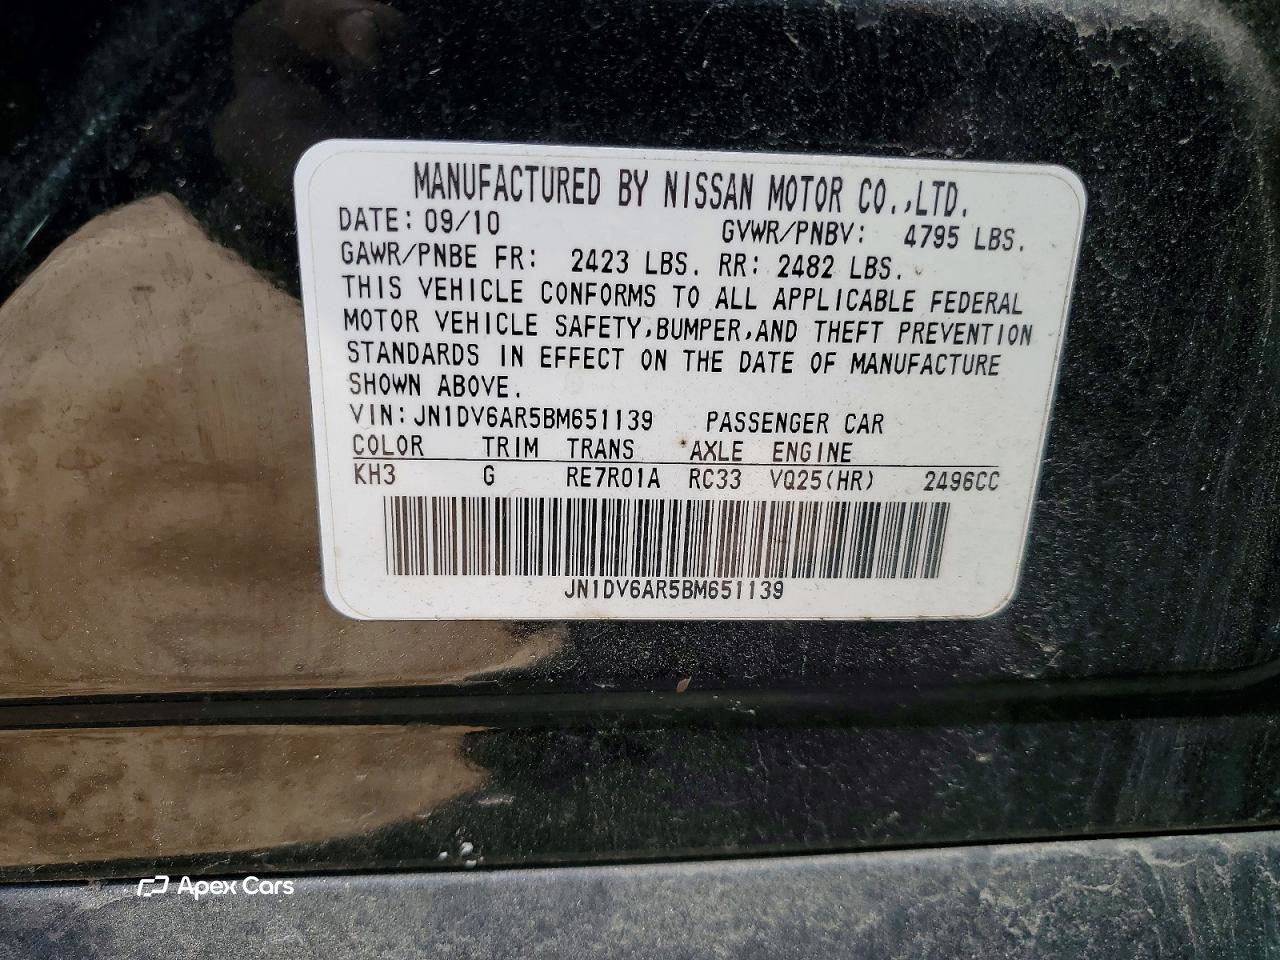 MANUFACTURED BY NISSAN MOTOR CO.,LTD.
DATE: 09/10 GVWR/PNBV: 4795 LBS.
GAWR/PNBE FR: 2423 LBS. RR: 2482 LBS.
THIS VEHICLE CONFORMS TO ALL APPLICABLE FEDERAL
MOTOR VEHICLE SAFETY,BUMPER,AND THEFT PREVENTION
STANDARDS IN EFFECT ON THE DATE OF MANUFACTURE
SHOWN ABOVE.
VIN: JN1DV6AR5BM651139 PASSENGER CAR
COLOR TRIM TRANS AXLE ENGINE
KH3 G RE7R01A RC33 VQ25(HR) 2496CC
JN1DV6AR5BM651139
Apex Cars